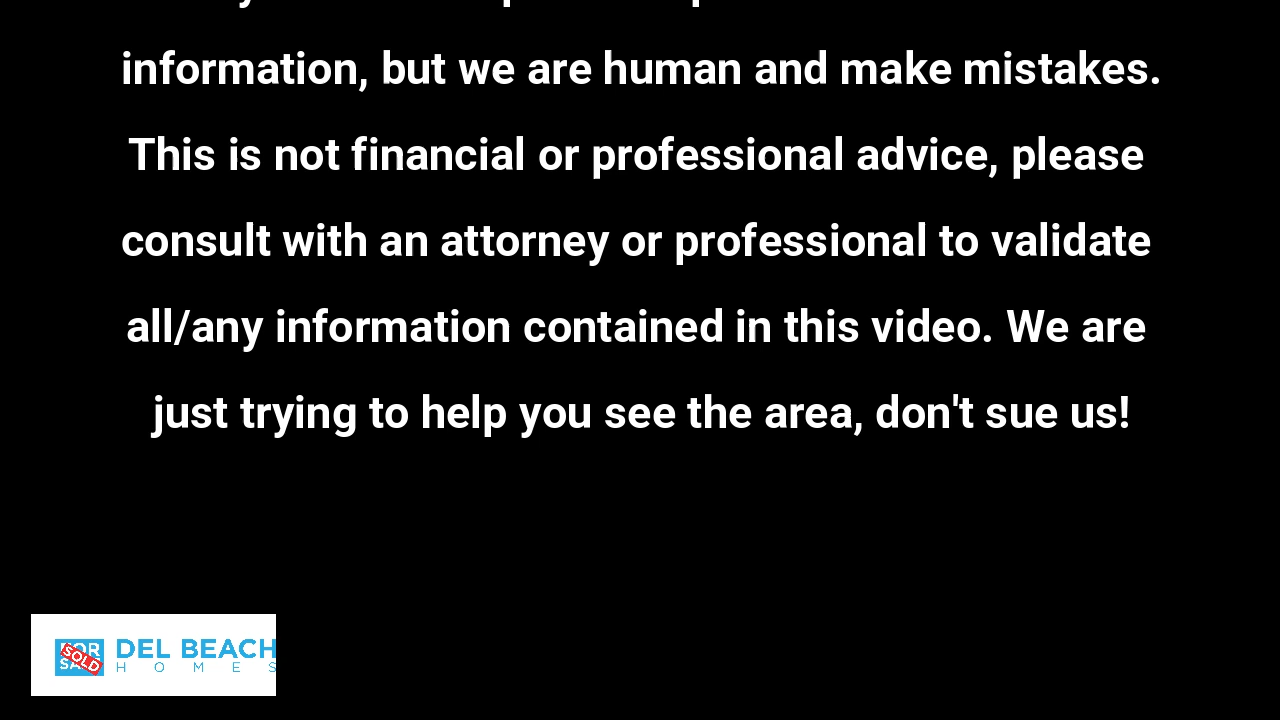 information, but we are human and make mistakes.
This is not financial or professional advice, please
consult with an attorney or professional to validate
all/any information contained in this video. We are
just trying to help you see the area, don't sue us!
FOR
SOLD
DEL BEACH
HOMES